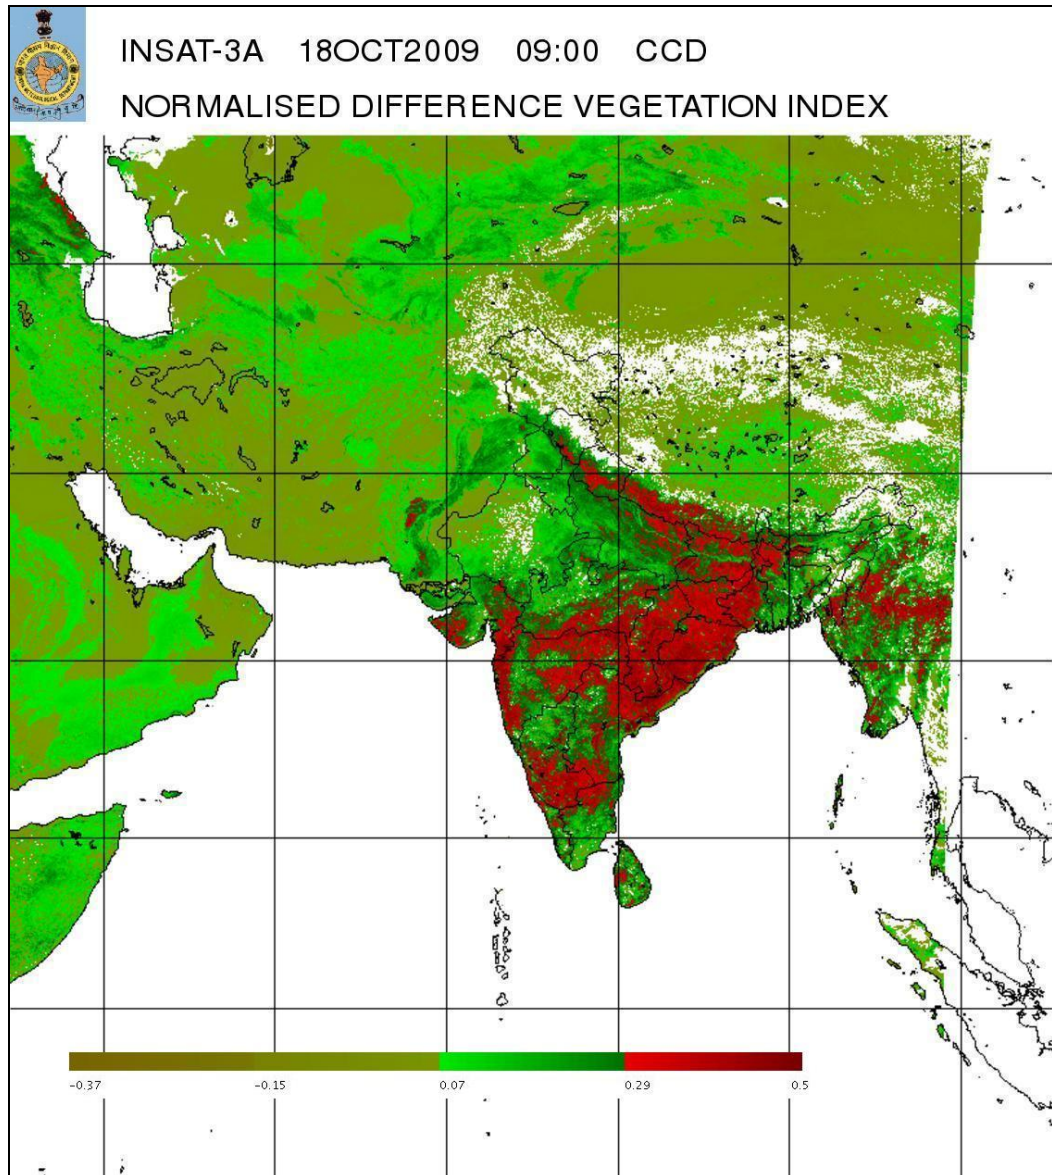 INSAT-3A 18OCT2009 09:00 CCD
NORMALISED DIFFERENCE VEGETATION INDEX
-0.37 -0.15 0.07 0.29 0.5